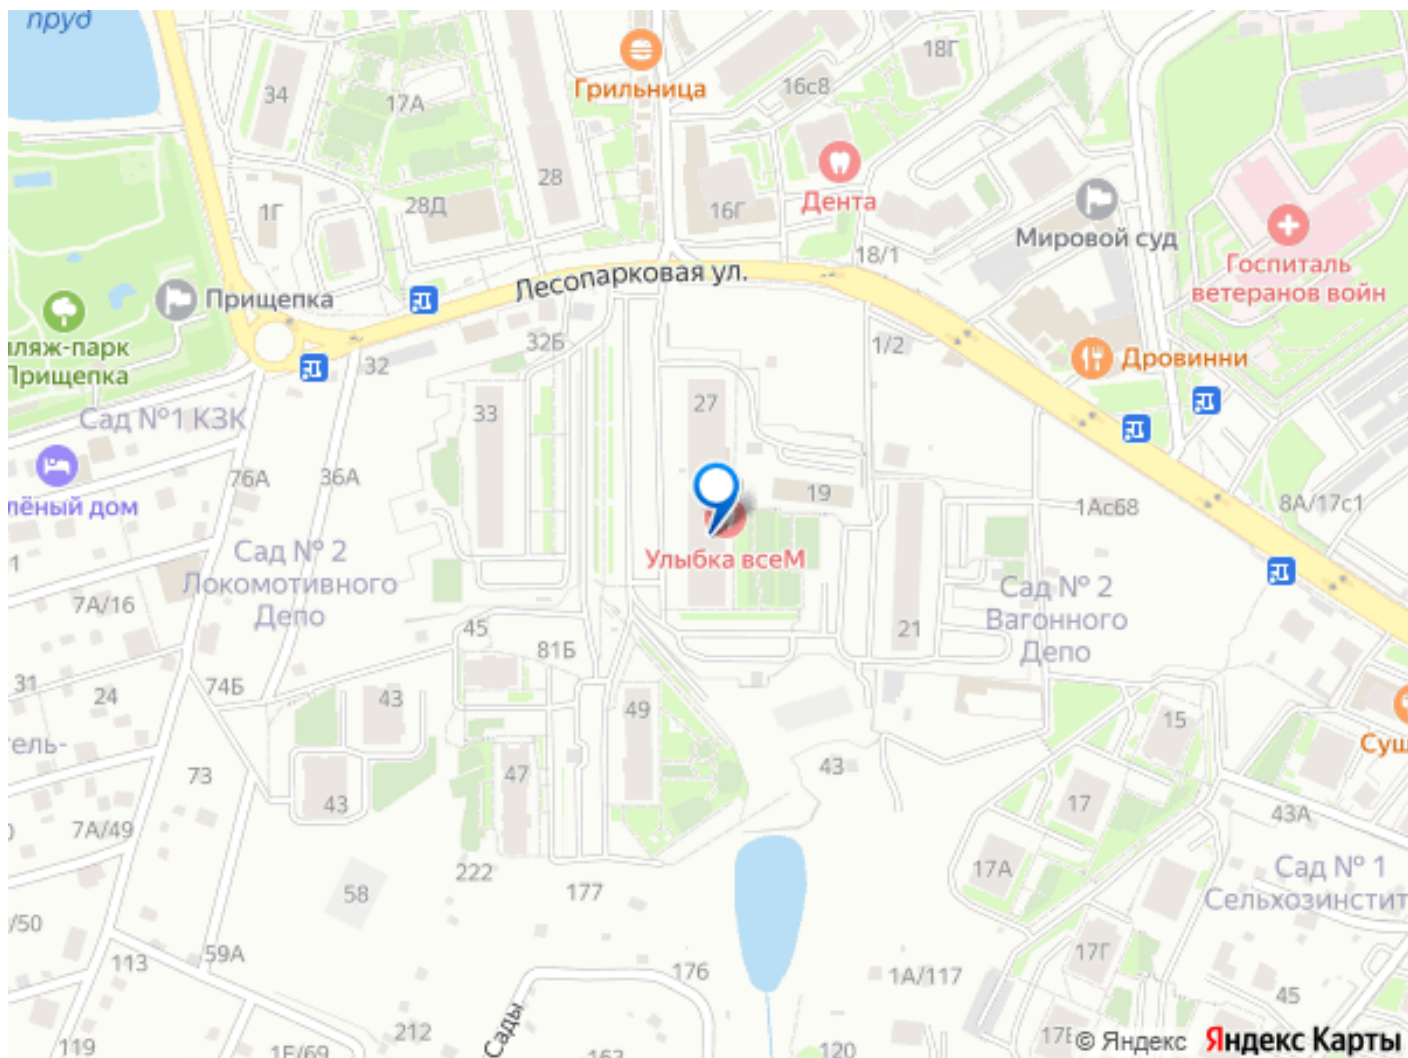 пруд
Грильница
18Г
34
17А
16с8
28
Дента
1Г
28Д
16Г
Мировой суд
18/1
Лесопарковая ул.
Госпиталь
ветеранов войн
Прищепка
ляж-парк
Прищепка
32Б
1/2
32
Дровинни
27
33
Сад №1 КЗК
76А
36А
19
лёный дом
1Ас68
8А/17с1
Сад № 2
Локомотивного
Депо
Улыбка всеМ
Сад № 2
Вагонного
Депо
1
7А/16
45
21
81Б
31
24
74Б
43
49
15
ель-
Суш
73
47
43
43
17
7А/49
43А
17А
222
58
177
Сад № 1
Сельхозинстит
/50
59А
113
176
1А/117
17Г
45
Сады
212
119
1Е/69
163
120
© Яндекс
Яндекс Карты